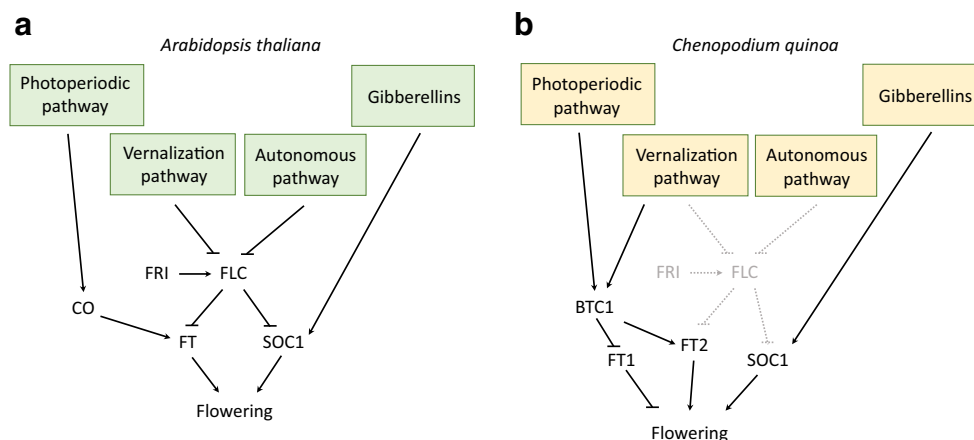 a
Arabidopsis thaliana
Photoperiodic
pathway
Gibberellins
Vernalization
pathway
Autonomous
pathway
FRI
FLC
CO
FT
SOC1
Flowering
b
Chenopodium quinoa
Photoperiodic
pathway
Gibberellins
Vernalization
pathway
Autonomous
pathway
FRI
FLC
BTC1
FT2
FT1
SOC1
Flowering